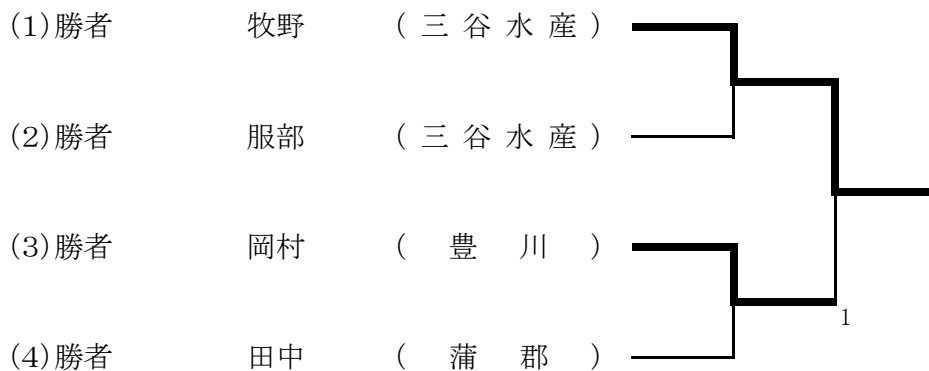 (1)勝者 牧野 (三谷水産)
(2)勝者 服部 (三谷水産)
(3)勝者 岡村 (豊川)
1
(4)勝者 田中 (蒲郡)